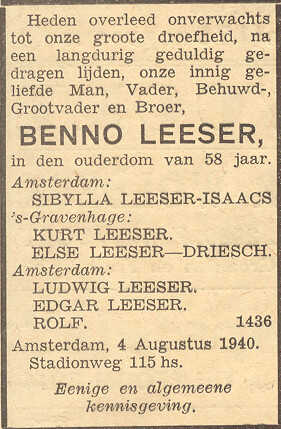 Heden overleed onverwachts
tot onze groote droefheid, na
een langdurig geduldig ge-
dragen lijden, onze innig ge-
liefde Man, Vader, Behuwd-,
Grootvader en Broer,
BENNO LEESER,
in den ouderdom van 58 jaar.
Amsterdam:
SIBYLLA LEESER-ISAACS
's-Gravenhage:
KURT LEESER.
ELSE LEESER—DRIESCH.
Amsterdam:
LUDWIG LEESER.
EDGAR LEESER.
ROLF. 1436
Amsterdam, 4 Augustus 1940.
Stadionweg 115 hs.
Eenige en algemeene
kennisgeving.